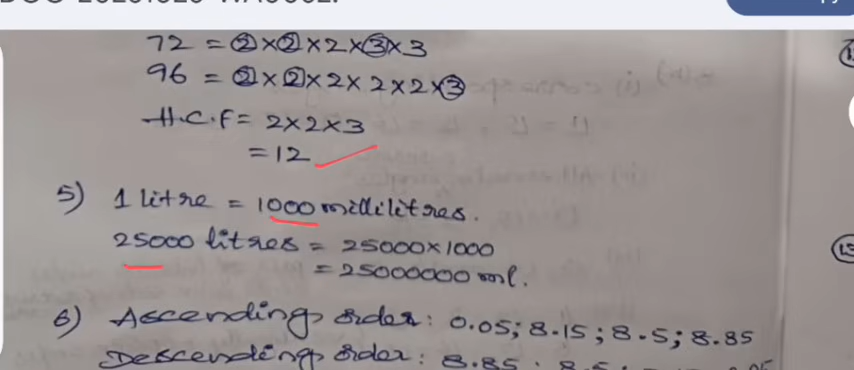 72 = 2×2×2×3×3
96 = 2×2×2×2×2×3
H.C.F = 2×2×3
= 12
5) 1 litre = 1000 millilitres.
25000 litres = 25000×1000
= 25000000 ml.
6) Ascending order: 0.05; 8.15; 8.5; 8.85
Descending order: 8.85